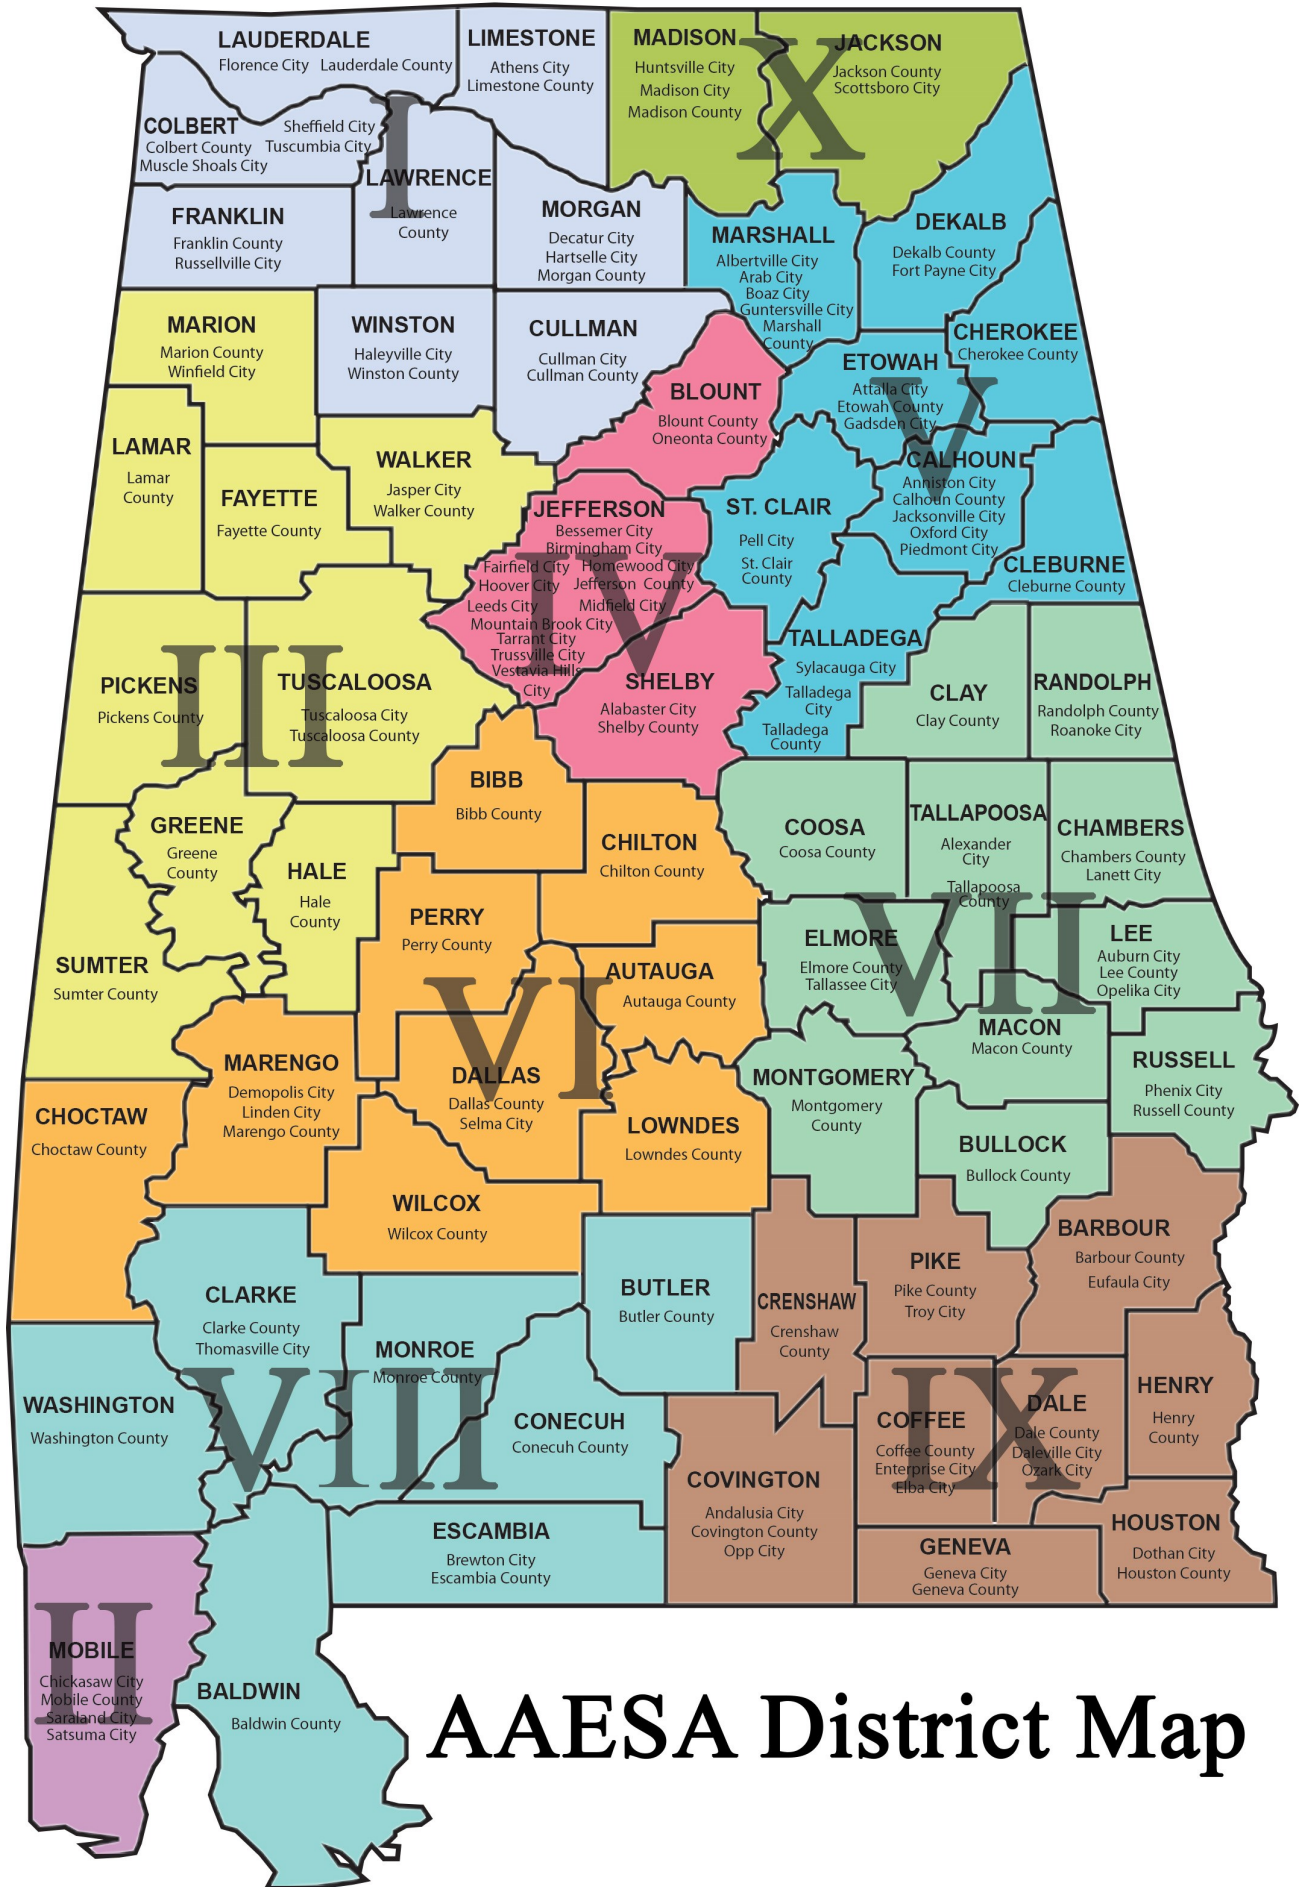 LAUDERDALE
Florence City Lauderdale County
LIMESTONE
Athens City
Limestone County
MADISON
Huntsville City
Madison City
Madison County
X
JACKSON
Jackson County
Scottsboro City
COLBERT
Colbert County
Muscle Shoals City
Sheffield City
Tuscumbia City
I
LAWRENCE
Lawrence
County
FRANKLIN
Franklin County
Russellville City
MORGAN
Decatur City
Hartselle City
Morgan County
MARSHALL
Albertville City
Arab City
Boaz City
Guntersville City
Marshall
County
DEKALB
Dekalb County
Fort Payne City
MARION
Marion County
Winfield City
WINSTON
Haleyville City
Winston County
CULLMAN
Cullman City
Cullman County
CHEROKEE
Cherokee County
ETOWAH
Attalla City
Etowah County
Gadsden City
V
BLOUNT
Blount County
Oneonta County
LAMAR
Lamar
County
FAYETTE
Fayette County
WALKER
Jasper City
Walker County
JEFFERSON
Bessemer City
Birmingham City
Fairfield City Homewood City
Hoover City Jefferson County
Leeds City Midfield City
Mountain Brook City
Tarrant City
Trussville City
Vestavia Hills
City
IV
ST. CLAIR
Pell City
St. Clair
County
CALHOUN
Anniston City
Calhoun County
Jacksonville City
Oxford City
Piedmont City
CLEBURNE
Cleburne County
TALLADEGA
Sylacauga City
Talladega
City
Talladega
County
PICKENS
Pickens County
III
TUSCALOOSA
Tuscaloosa City
Tuscaloosa County
SHELBY
Alabaster City
Shelby County
CLAY
Clay County
RANDOLPH
Randolph County
Roanoke City
BIBB
Bibb County
GREENE
Greene
County
HALE
Hale
County
CHILTON
Chilton County
COOSA
Coosa County
TALLAPOOSA
Alexander
City
Tallapoosa
County
CHAMBERS
Chambers County
Lanett City
PERRY
Perry County
SUMTER
Sumter County
AUTAUGA
Autauga County
VI
ELMORE
Elmore County
Tallassee City
VII
LEE
Auburn City
Lee County
Opelika City
MARENGO
Demopolis City
Linden City
Marengo County
DALLAS
Dallas County
Selma City
MACON
Macon County
MONTGOMERY
Montgomery
County
RUSSELL
Phenix City
Russell County
CHOCTAW
Choctaw County
LOWNDES
Lowndes County
BULLOCK
Bullock County
WILCOX
Wilcox County
BARBOUR
Barbour County
Eufaula City
CLARKE
Clarke County
Thomasville City
BUTLER
Butler County
CRENSHAW
Crenshaw
County
PIKE
Pike County
Troy City
MONROE
Monroe County
VIII
WASHINGTON
Washington County
CONECUH
Conecuh County
COFFEE
Coffee County
Enterprise City
Elba City
IX
DALE
Dale County
Daleville City
Ozark City
HENRY
Henry
County
COVINGTON
Andalusia City
Covington County
Opp City
ESCAMBIA
Brewton City
Escambia County
GENEVA
Geneva City
Geneva County
HOUSTON
Dothan City
Houston County
II
MOBILE
Chickasaw City
Mobile County
Saraland City
Satsuma City
BALDWIN
Baldwin County
AAESA District Map